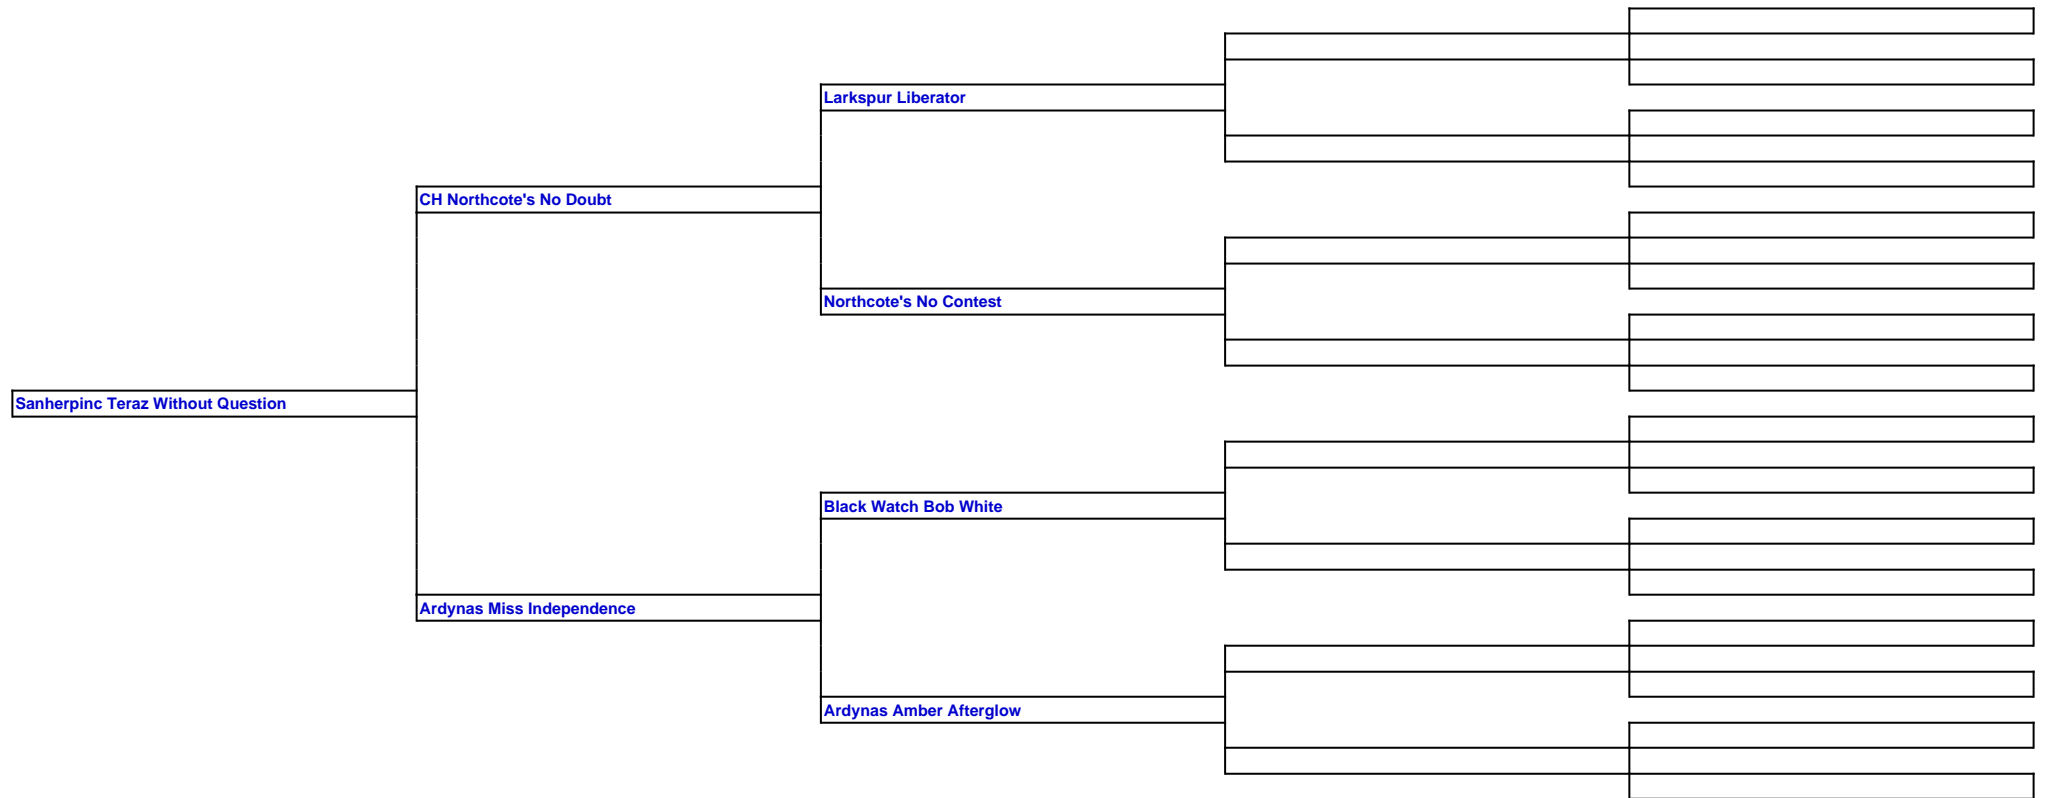 Larkspur Liberator
CH Northcote's No Doubt
Northcote's No Contest
Sanherpinc Teraz Without Question
Black Watch Bob White
Ardynas Miss Independence
Ardynas Amber Afterglow